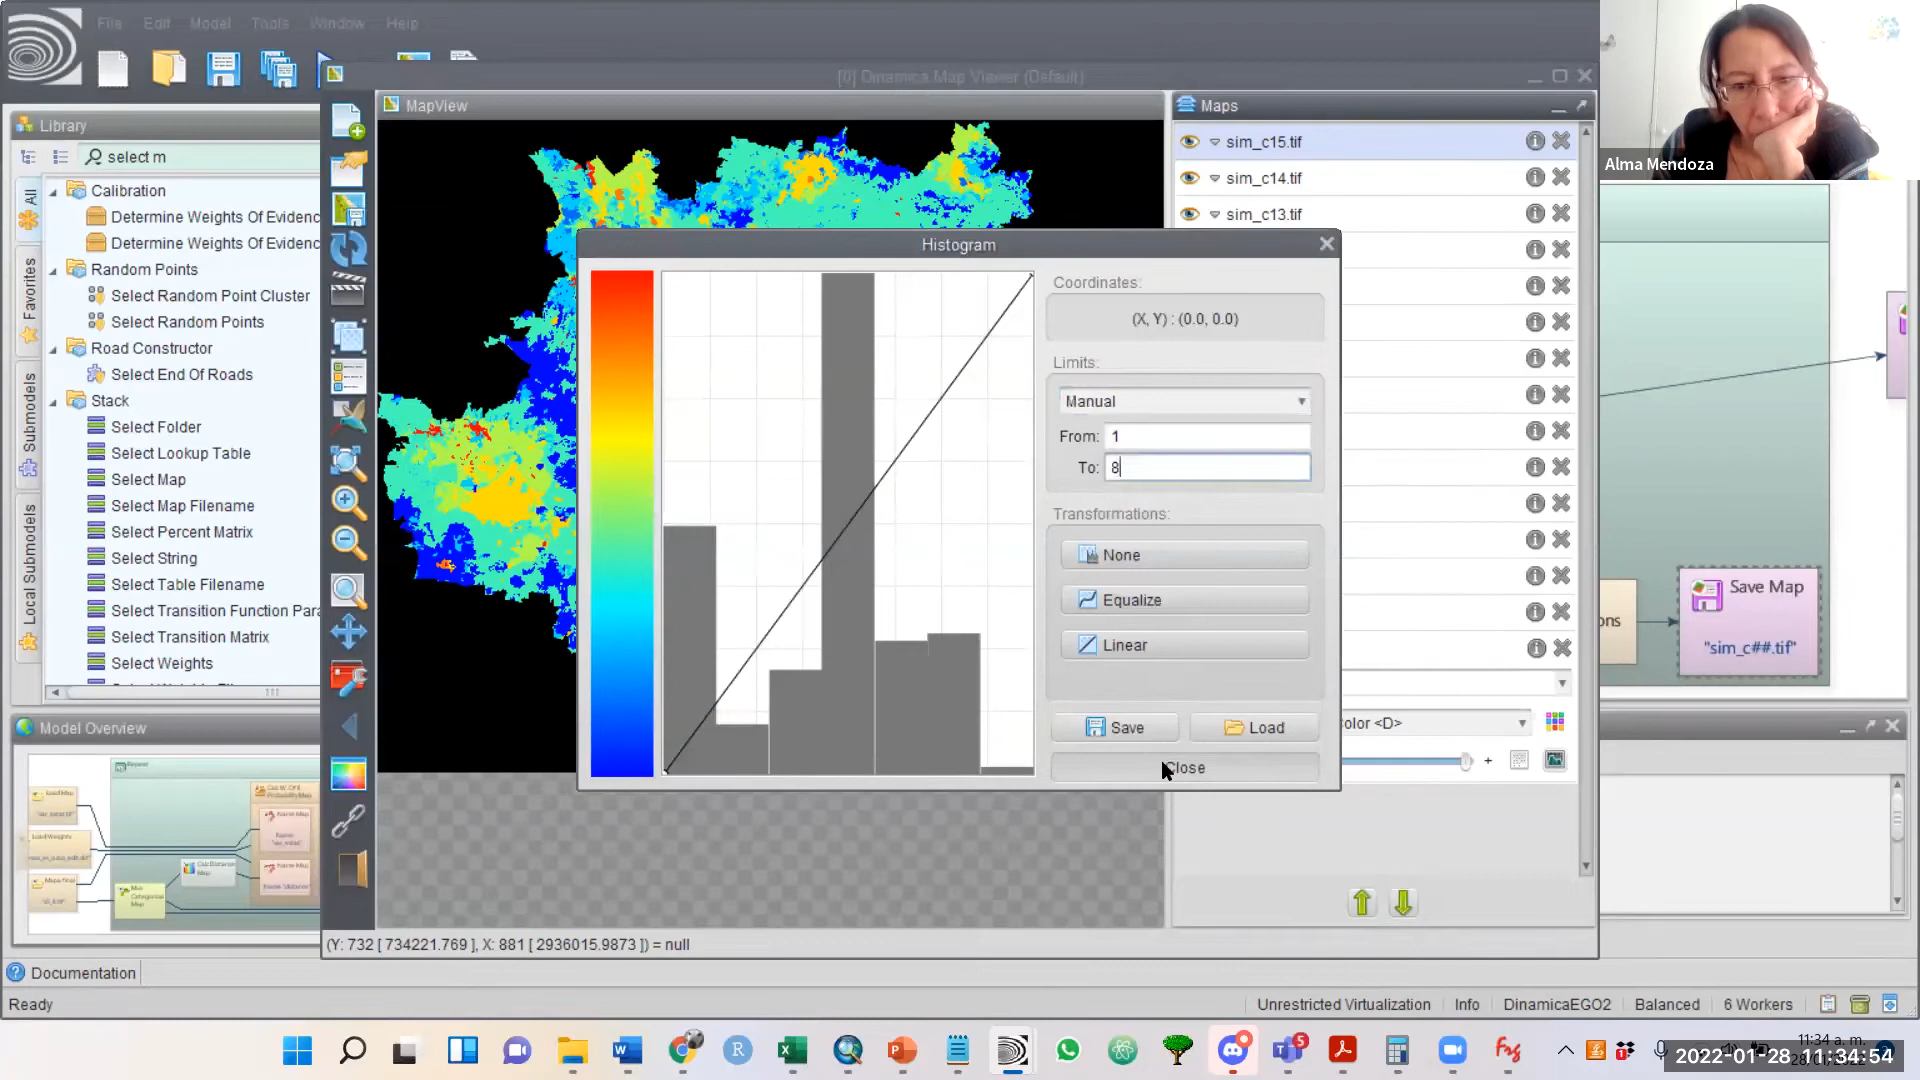 File Edit Model Tools Window Help
[0] Dinamica Map Viewer (Default)
Library
select m
All
Favorites
Submodels
Local Submodels
Calibration
Determine Weights Of Evidenc
Determine Weights Of Evidenc
Random Points
Select Random Point Cluster
Select Random Points
Road Constructor
Select End Of Roads
Stack
Select Folder
Select Lookup Table
Select Map
Select Map Filename
Select Percent Matrix
Select String
Select Table Filename
Select Transition Function Para
Select Transition Matrix
Select Weights
Model Overview
MapView
Maps
sim_c15.tif
sim_c14.tif
sim_c13.tif
Histogram
Coordinates:
(X, Y) : (0.0, 0.0)
Limits:
Manual
From: 1
To: 8
Transformations:
None
Equalize
Linear
Save Load
Close
olor <D>
+
(Y: 732 [ 734221.769 ], X: 881 [ 2936015.9873 ]) = null
Alma Mendoza
ons
Save Map
"sim_c##.tif"
Documentation
Ready
Unrestricted Virtualization Info DinamicaEGO2 Balanced 6 Workers
11:34 a. m.
2022-01-28 11:34:54